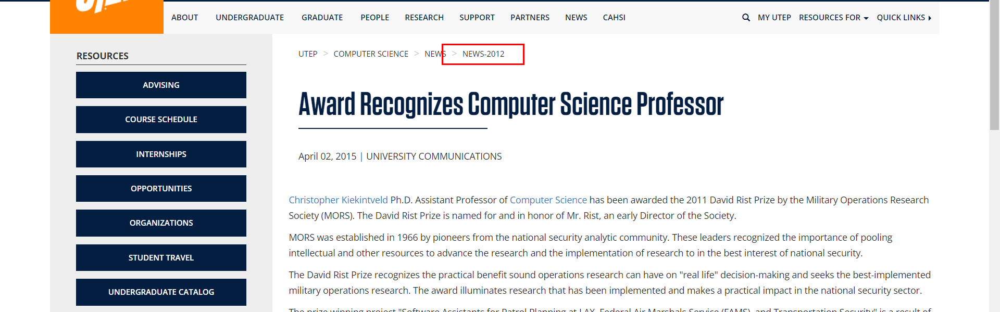 ABOUT UNDERGRADUATE GRADUATE PEOPLE RESEARCH SUPPORT PARTNERS NEWS CAHSI MY UTEP RESOURCES FOR QUICK LINKS
RESOURCES
ADVISING
COURSE SCHEDULE
INTERNSHIPS
OPPORTUNITIES
ORGANIZATIONS
STUDENT TRAVEL
UNDERGRADUATE CATALOG
UTEP > COMPUTER SCIENCE > NEWS > NEWS-2012
Award Recognizes Computer Science Professor
April 02, 2015 | UNIVERSITY COMMUNICATIONS
Christopher Kiekintveld Ph.D. Assistant Professor of Computer Science has been awarded the 2011 David Rist Prize by the Military Operations Research
Society (MORS). The David Rist Prize is named for and in honor of Mr. Rist, an early Director of the Society.
MORS was established in 1966 by pioneers from the national security analytic community. These leaders recognized the importance of pooling
intellectual and other resources to advance the research and the implementation of research to in the best interest of national security.
The David Rist Prize recognizes the practical benefit sound operations research can have on "real life" decision-making and seeks the best-implemented
military operations research. The award illuminates research that has been implemented and makes a practical impact in the national security sector.
The prize winning project "Software Assistants for Patrol Planning at LAX, Federal Air Marshals Service (FAMS), and Transportation Security" is a result of